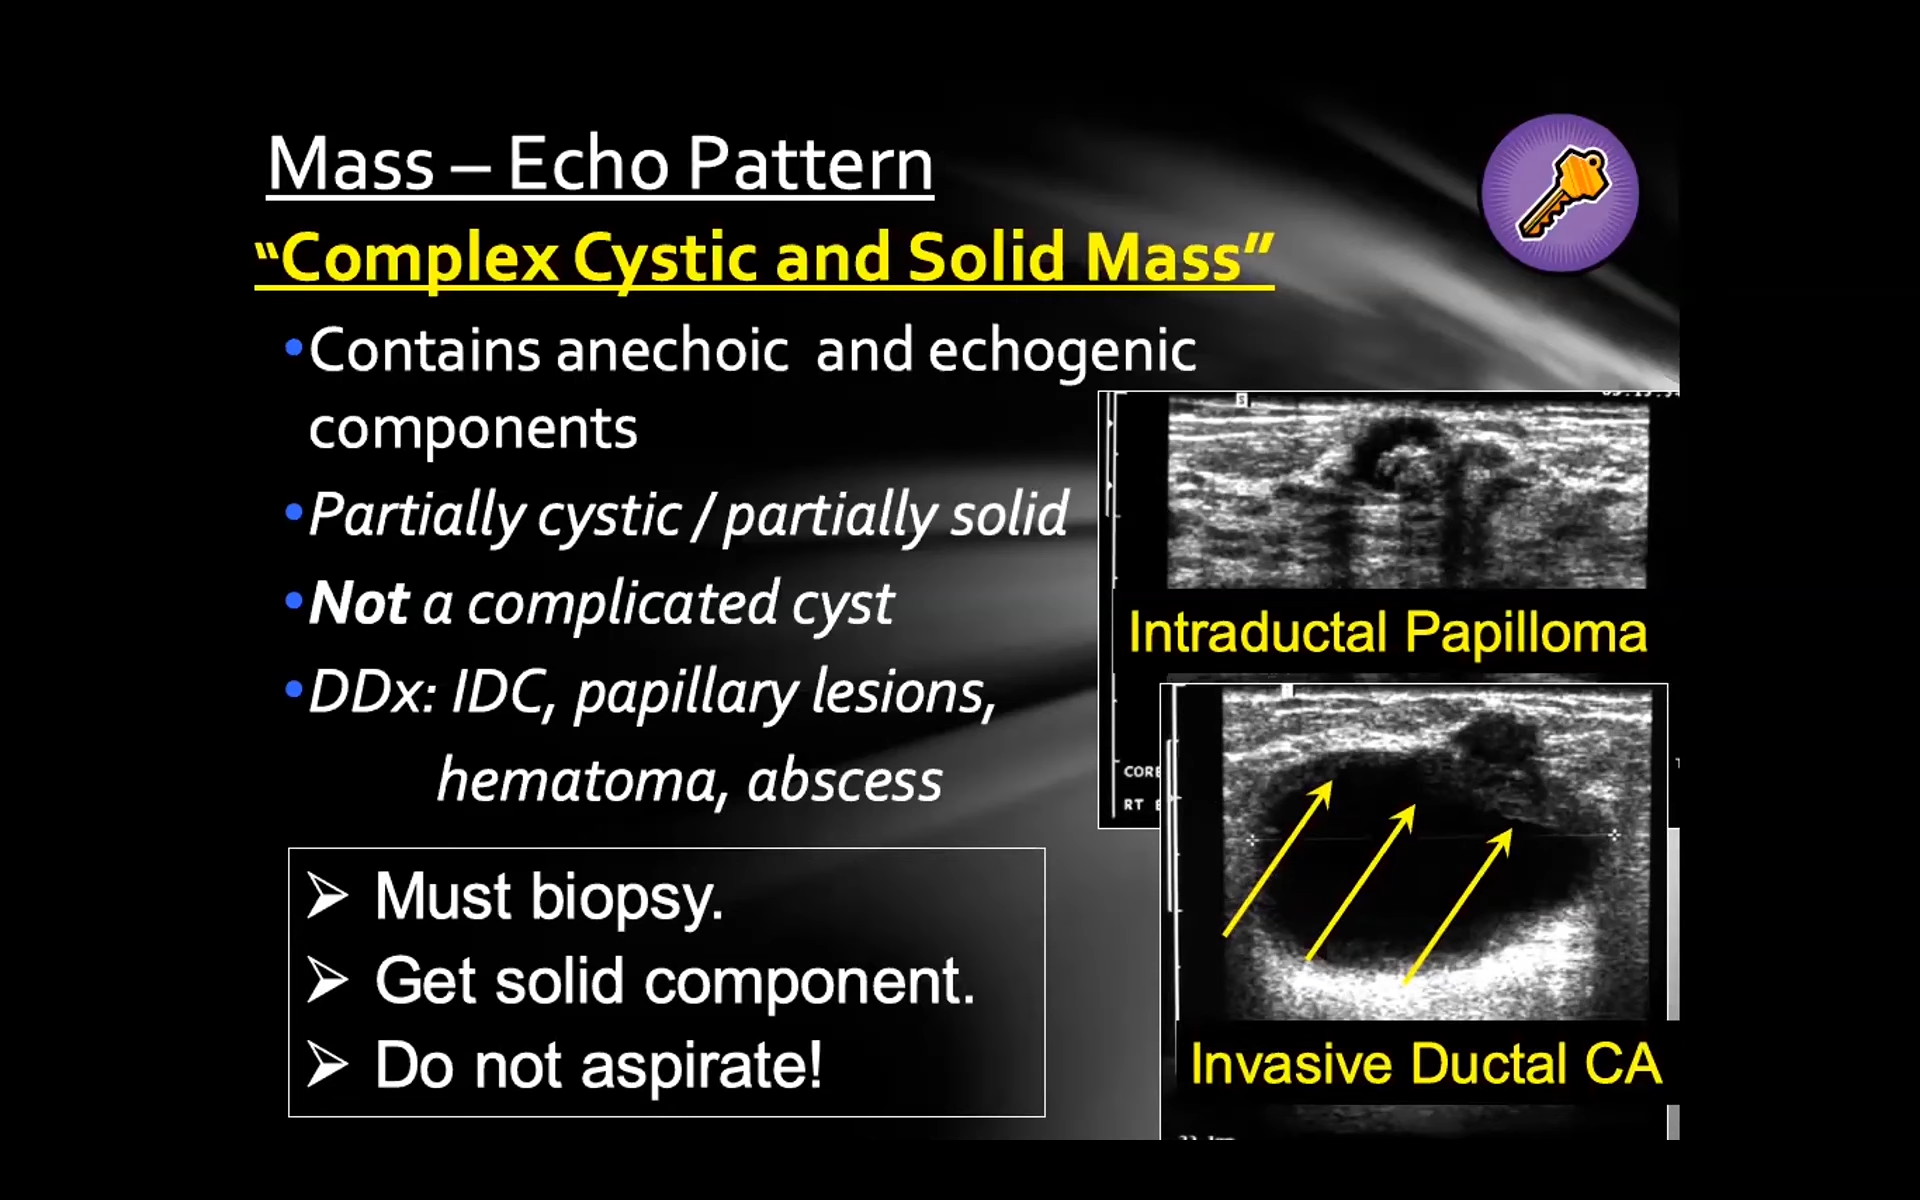 Mass – Echo Pattern
“Complex Cystic and Solid Mass”
•Contains anechoic and echogenic
components
•Partially cystic / partially solid
•Not a complicated cyst
•DDx: IDC, papillary lesions,
hematoma, abscess
➢ Must biopsy.
➢ Get solid component.
➢ Do not aspirate!
S
Intraductal Papilloma
CORE
RT
Invasive Ductal CA